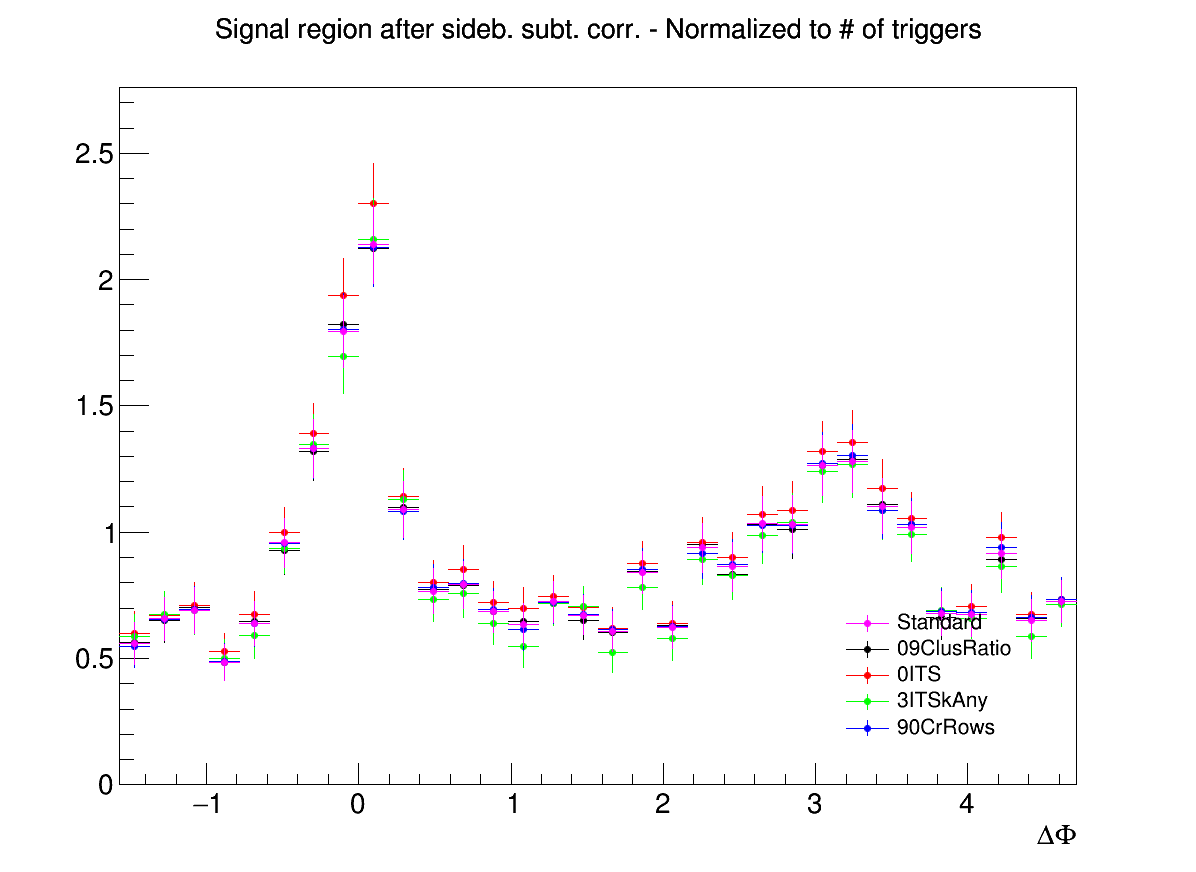 Signal region after sideb. subt. corr. - Normalized to # of triggers
2.5
2
1.5
1
0.5
0
−1 0 1 2 3 4
ΔΦ
Standard
09ClusRatio
0ITS
3ITSkAny
90CrRows